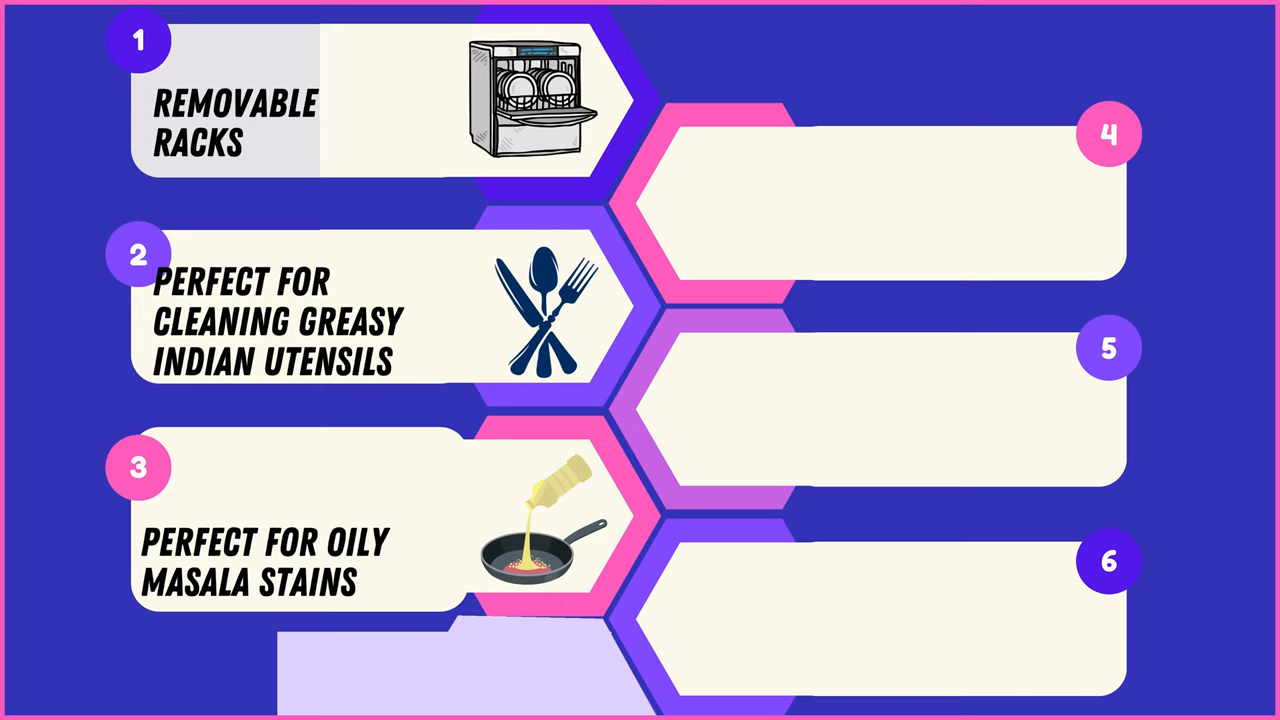 1
REMOVABLE
RACKS
2
PERFECT FOR
CLEANING GREASY
INDIAN UTENSILS
3
PERFECT FOR OILY
MASALA STAINS
4
5
6